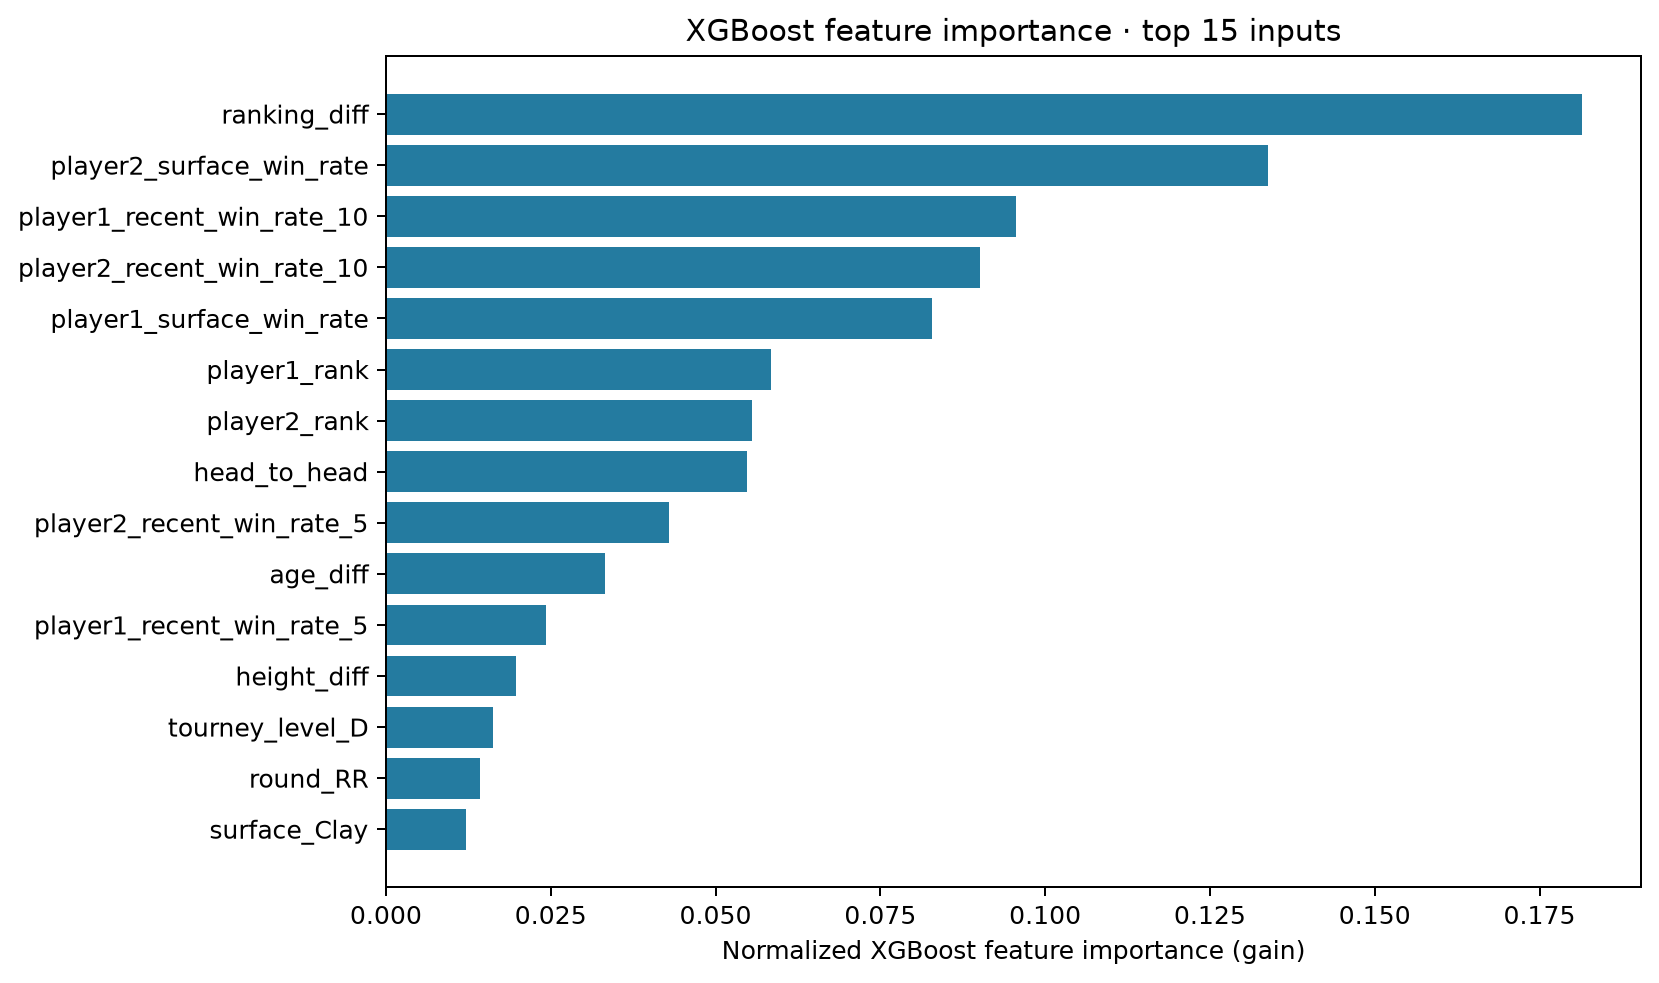 XGBoost feature importance · top 15 inputs
ranking_diff
player2_surface_win_rate
player1_recent_win_rate_10
player2_recent_win_rate_10
player1_surface_win_rate
player1_rank
player2_rank
head_to_head
player2_recent_win_rate_5
age_diff
player1_recent_win_rate_5
height_diff
tourney_level_D
round_RR
surface_Clay
0.000 0.025 0.050 0.075 0.100 0.125 0.150 0.175
Normalized XGBoost feature importance (gain)